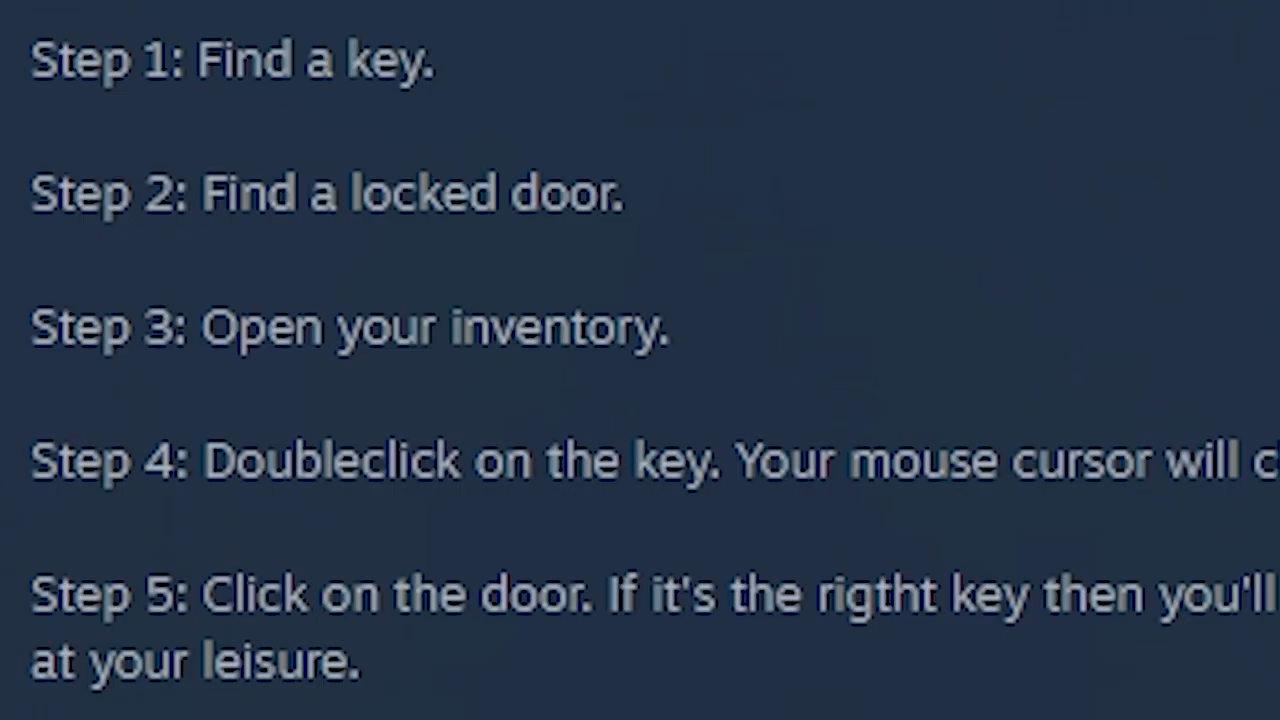 Step 1: Find a key.
Step 2: Find a locked door.
Step 3: Open your inventory.
Step 4: Doubleclick on the key. Your mouse cursor will
Step 5: Click on the door. If it's the rigtht key then you'll
at your leisure.